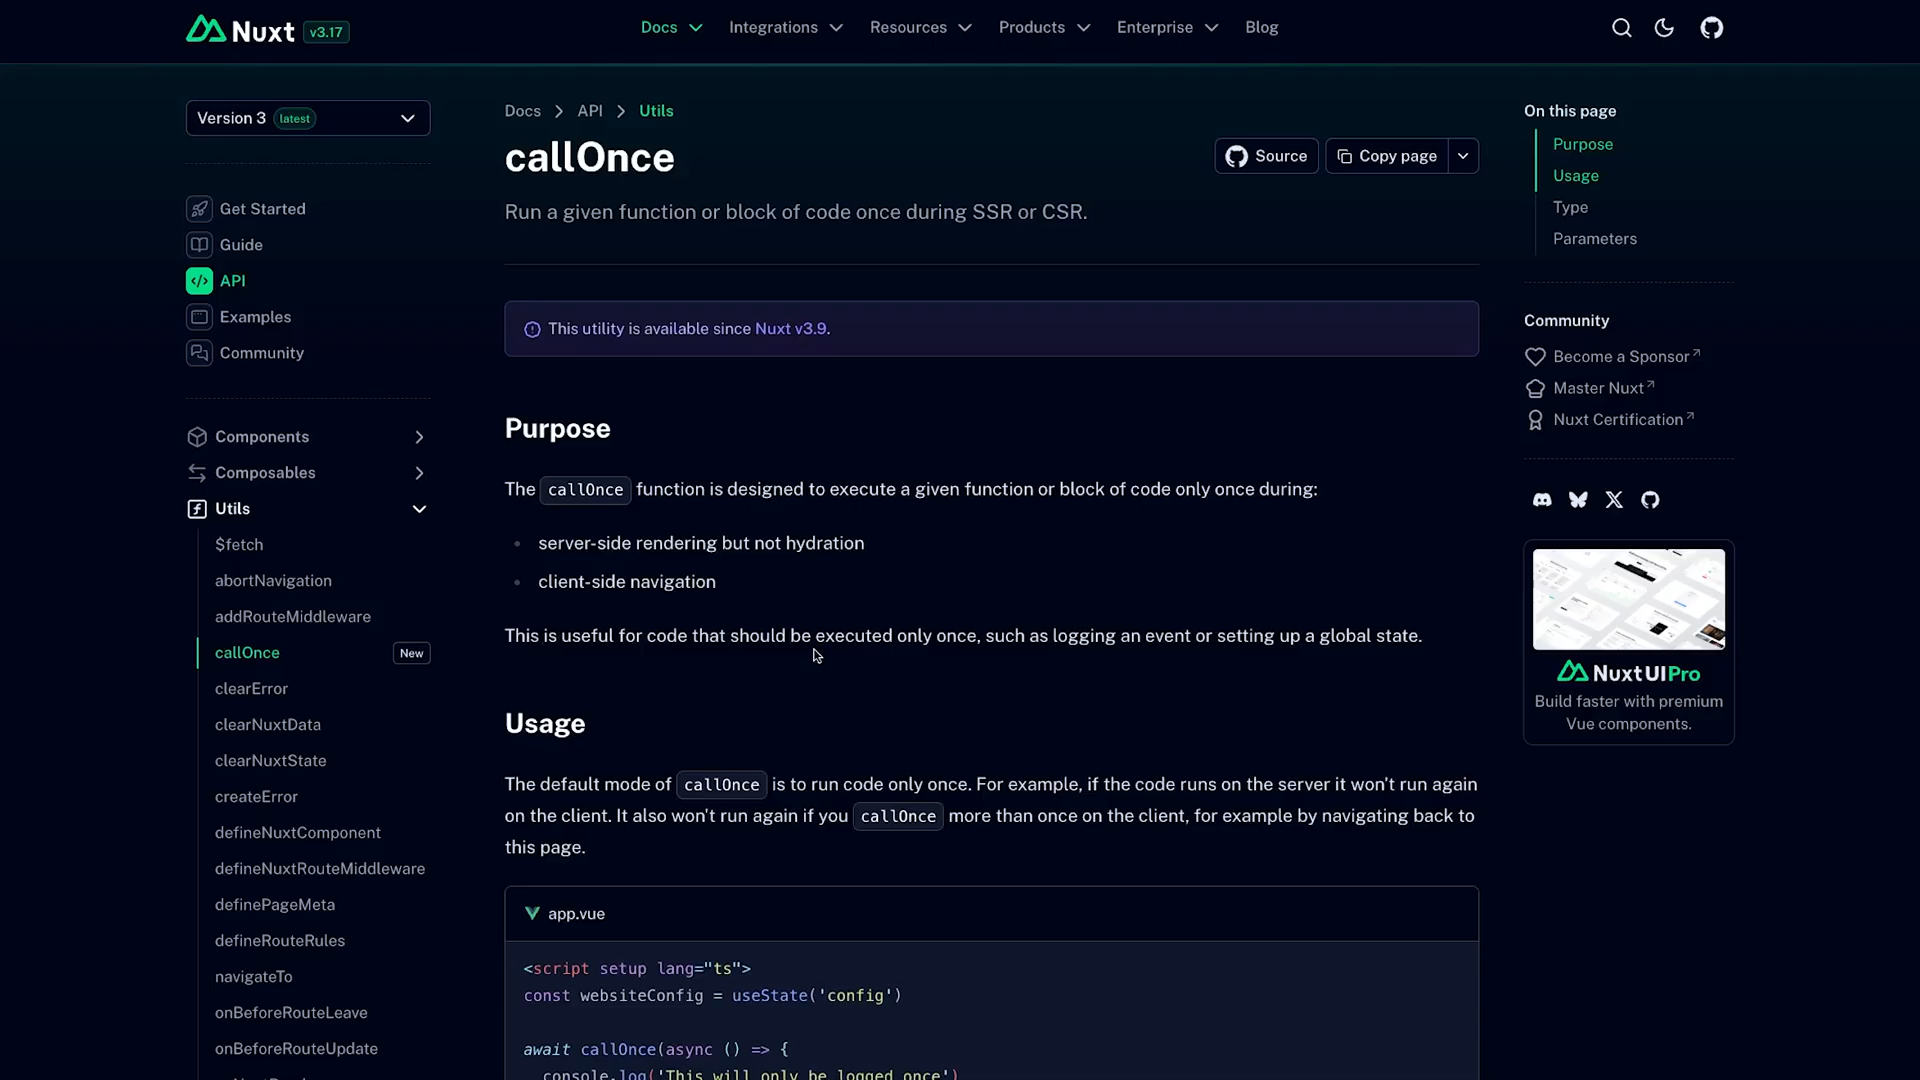 Nuxt v3.17
Docs
Integrations
Resources
Products
Enterprise
Blog
Version 3 latest
Get Started
Guide
API
Examples
Community
Components
Composables
Utils
$fetch
abortNavigation
addRouteMiddleware
callOnce New
clearError
clearNuxtData
clearNuxtState
createError
defineNuxtComponent
defineNuxtRouteMiddleware
definePageMeta
defineRouteRules
navigateTo
onBeforeRouteLeave
onBeforeRouteUpdate
Docs > API > Utils
callOnce
Source
Copy page
Run a given function or block of code once during SSR or CSR.
This utility is available since Nuxt v3.9.
Purpose
The callOnce function is designed to execute a given function or block of code only once during:
server-side rendering but not hydration
client-side navigation
This is useful for code that should be executed only once, such as logging an event or setting up a global state.
Usage
The default mode of callOnce is to run code only once. For example, if the code runs on the server it won't run again
on the client. It also won't run again if you callOnce more than once on the client, for example by navigating back to
this page.
app.vue
<script setup lang="ts">
const websiteConfig = useState('config')
await callOnce(async () => {
console.log('This will only be logged once')
On this page
Purpose
Usage
Type
Parameters
Community
Become a Sponsor
Master Nuxt
Nuxt Certification
NuxtUIPro
Build faster with premium
Vue components.